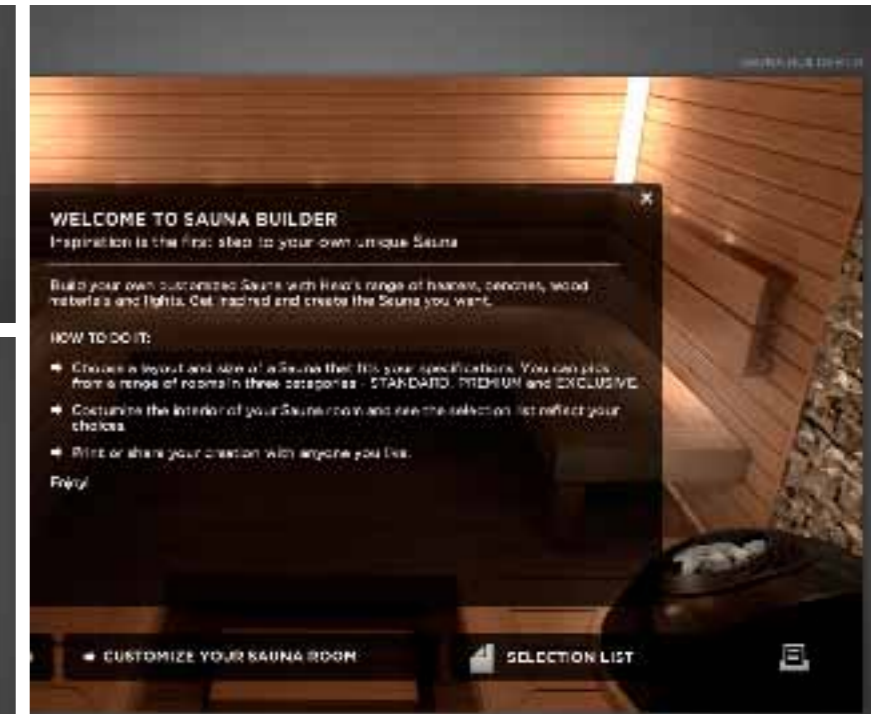 SAUNA BUILDER
WELCOME TO SAUNA BUILDER
Inspiration is the first step to your own unique Sauna
Build your own customized Sauna with Helo's range of heaters, benches, wood
materials and lights. Get inspired and create the Sauna you want.
HOW TO DO IT:
Choose a layout and size of a Sauna that fits your specifications. You can pick
from a range of rooms in three categories - STANDARD, PREMIUM and EXCLUSIVE.
Costumize the interior of your Sauna room and see the selection list reflect your
choices.
Print or share your creation with anyone you like.
Enjoy!
CUSTOMIZE YOUR SAUNA ROOM
SELECTION LIST